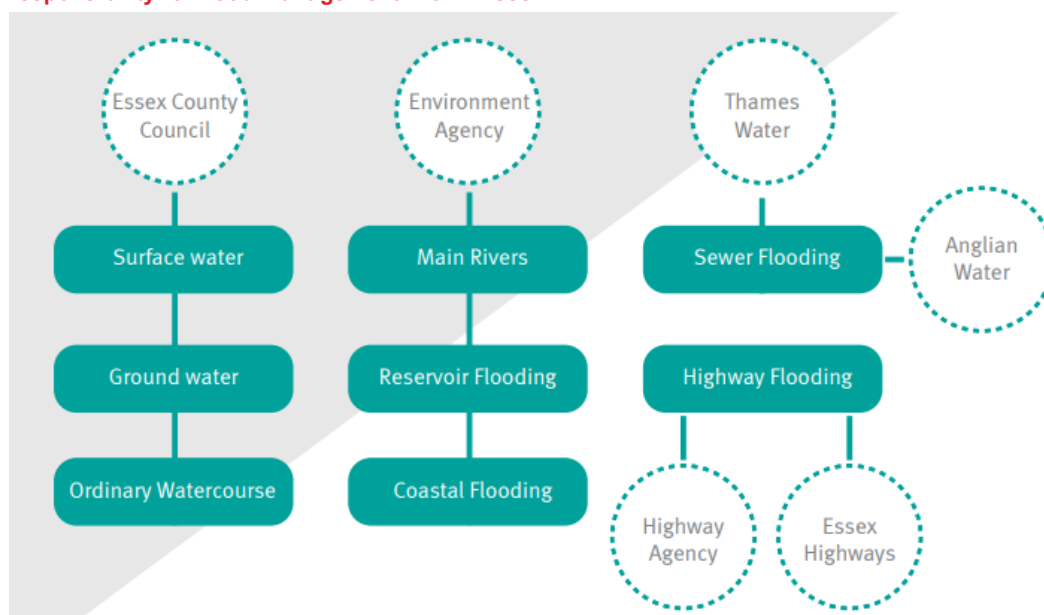 Essex County
Council
Environment
Agency
Thames
Water
Surface water
Main Rivers
Sewer Flooding
Anglian
Water
Ground water
Reservoir Flooding
Highway Flooding
Ordinary Watercourse
Coastal Flooding
Highway
Agency
Essex
Highways